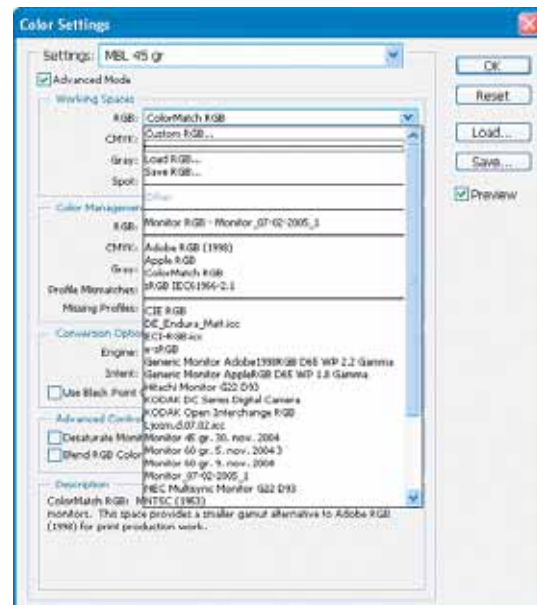 Color Settings
Settings: MBL 45 gr
OK
Advanced Mode
Reset
Working Spaces
RGB: ColorMatch RGB
Load...
CMYK: Custom RGB...
Gray: Load RGB...
Save...
Save RGB...
Spot:
Preview
Other
Color Managemen
RGB: Monitor RGB - Monitor_07-02-2005_1
CMYK: Adobe RGB (1998)
Apple RGB
Gray: ColorMatch RGB
Profile Mismatches: sRGB IEC61966-2.1
Missing Profiles: CIE RGB
DE_Endura_Matt.icc
Conversion Optio ECI-RGB.icc
Engine: e-sRGB
Generic Monitor Adobe1998RGB D65 WP 2.2 Gamma
Intent: Generic Monitor AppleRGB D65 WP 1.8 Gamma
Use Black Point Hitachi Monitor G22 D93
KODAK DC Series Digital Camera
Advanced Control KODAK Open Interchange RGB
Desaturate Monit Monitor 45 gr. 30. nov. 2004
Monitor 60 gr. 5. nov. 2004 3
Blend RGB Color Monitor 60 gr. 9. nov. 2004
Monitor_07-02-2005_1
Description NEC Multisync Monitor G22 D93
ColorMatch RGB: NTSC (1953)
monitors. This space provides a smaller gamut alternative to Adobe RGB
(1998) for print production work.